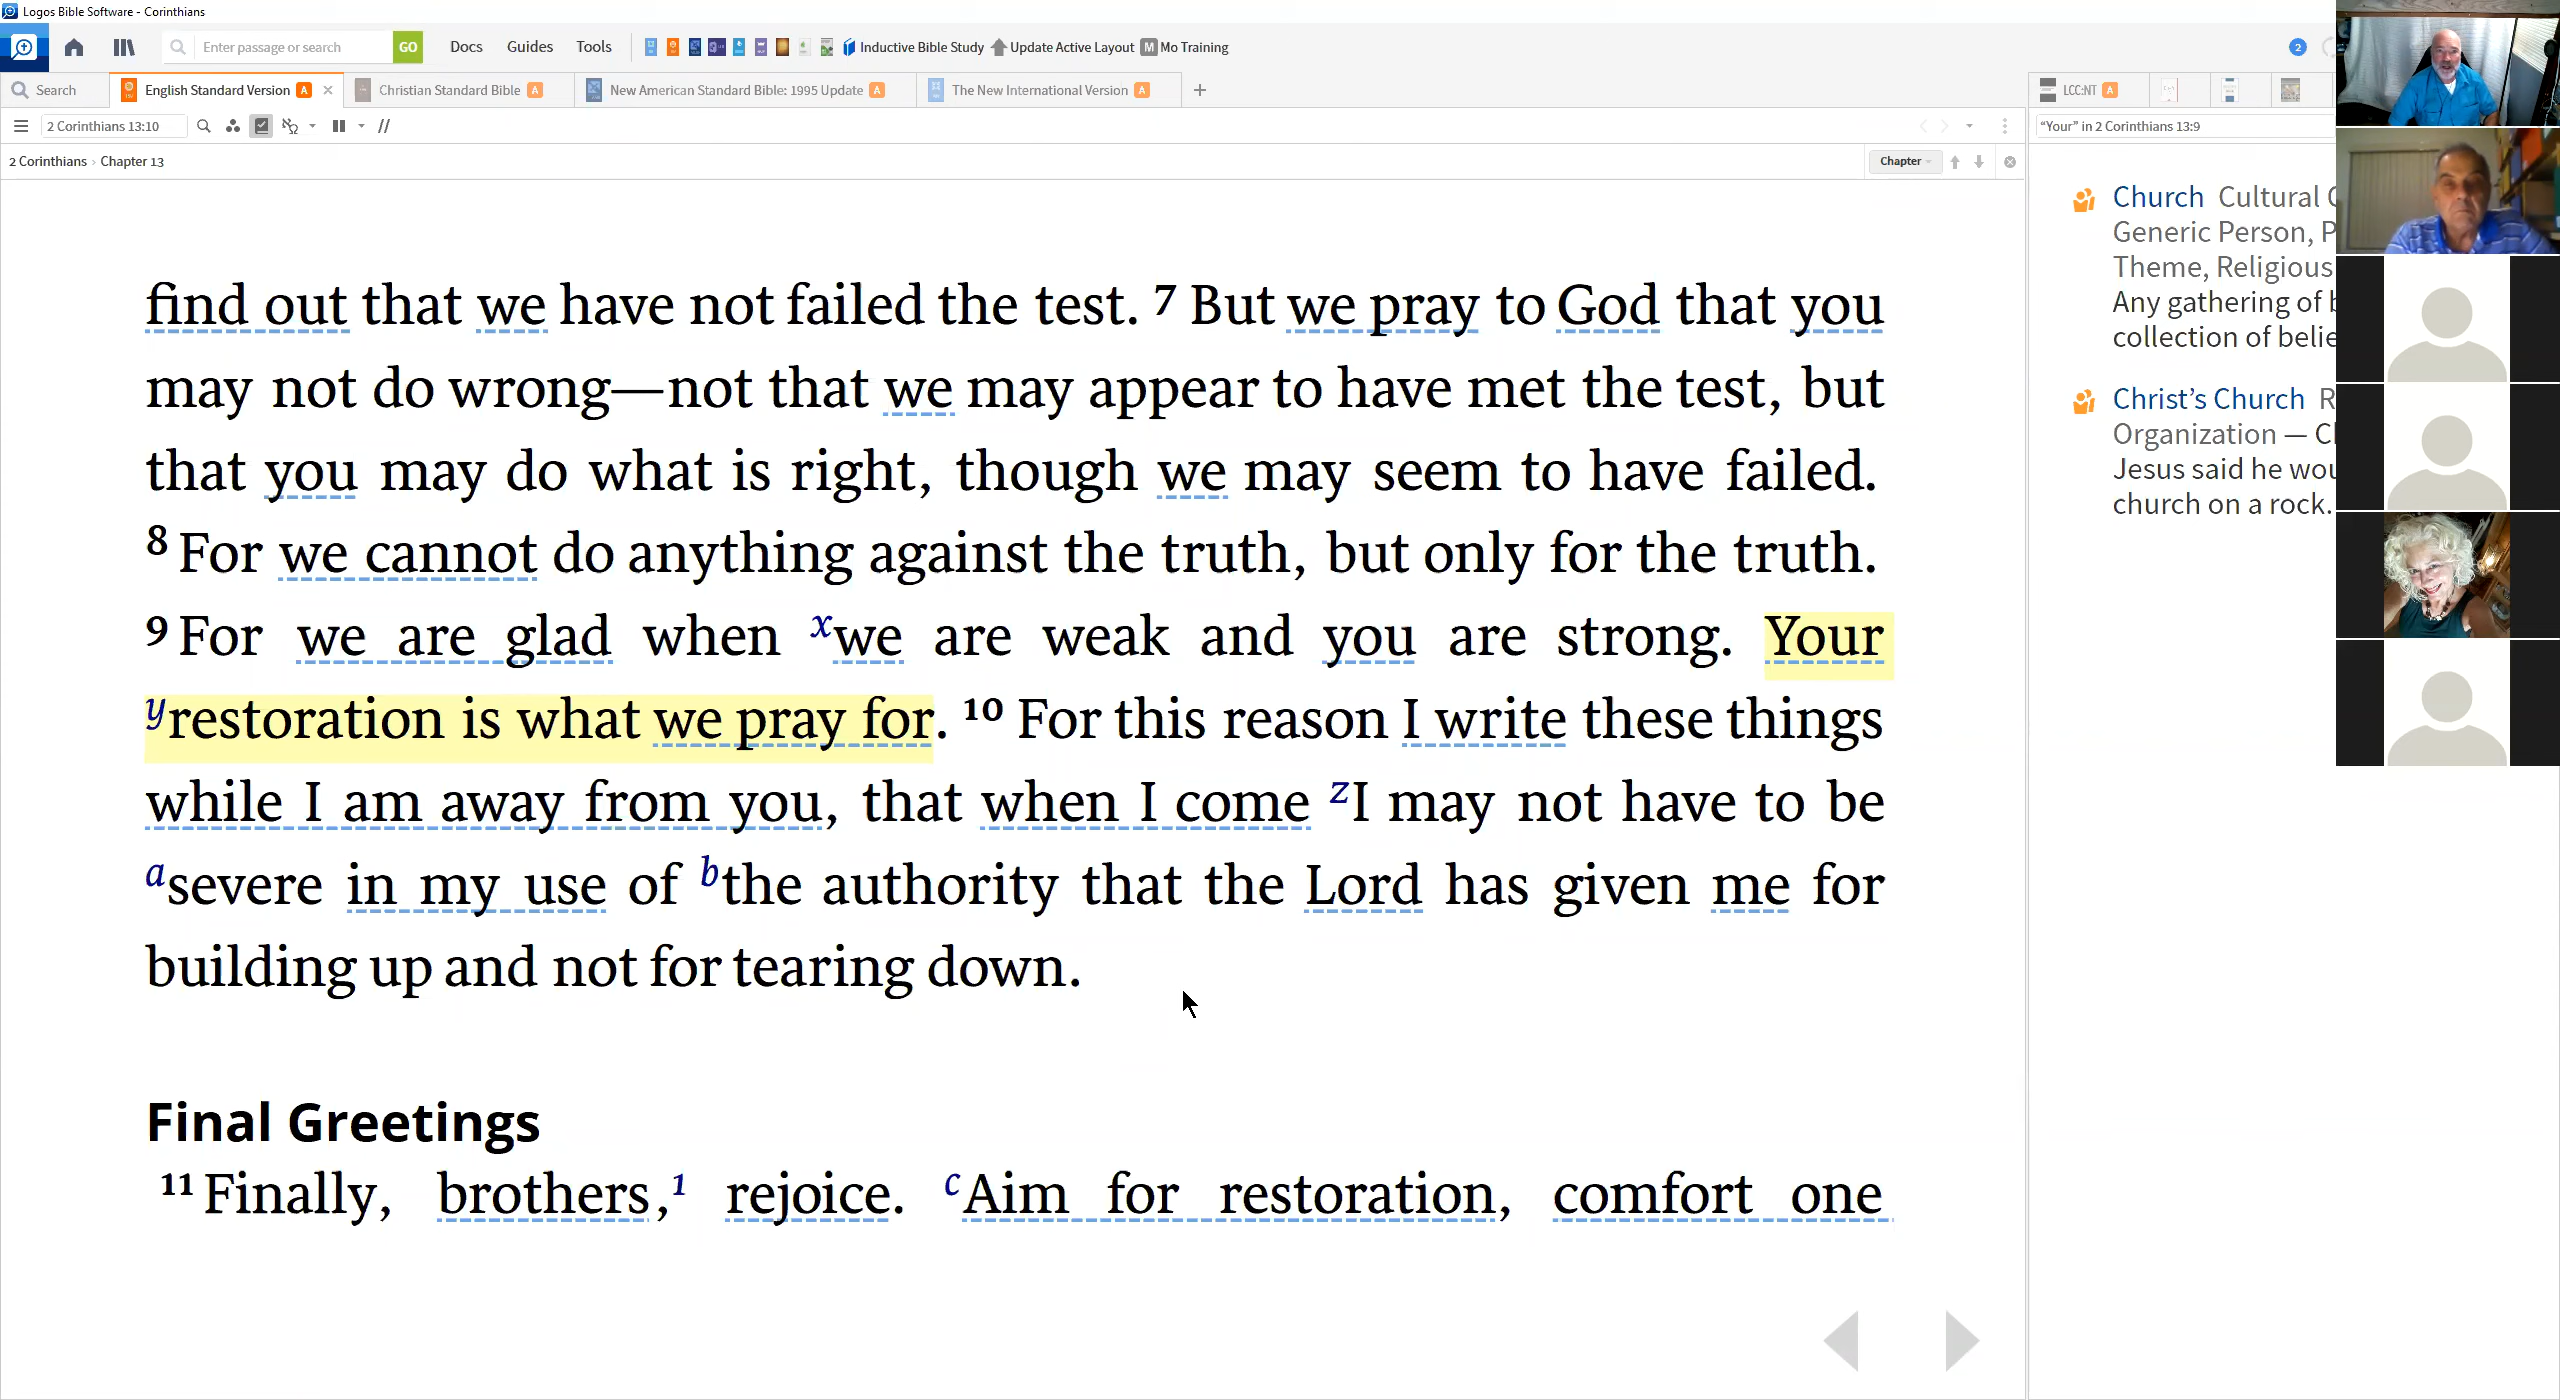 Logos Bible Software - Corinthians
Enter passage or search GO Docs Guides Tools Inductive Bible Study Update Active Layout M Mo Training 2
Search English Standard Version A × Christian Standard Bible A New American Standard Bible: 1995 Update A The New International Version A + LCC:NT A
2 Corinthians 13:10 // “Your” in 2 Corinthians 13:9
2 Corinthians › Chapter 13 Chapter
find out that we have not failed the test. 7 But we pray to God that you
may not do wrong—not that we may appear to have met the test, but
that you may do what is right, though we may seem to have failed.
8 For we cannot do anything against the truth, but only for the truth.
9 For we are glad when x we are weak and you are strong. Your
y restoration is what we pray for. 10 For this reason I write these things
while I am away from you, that when I come z I may not have to be
a severe in my use of b the authority that the Lord has given me for
building up and not for tearing down.
Final Greetings
11 Finally, brothers,1 rejoice. c Aim for restoration, comfort one
Church Cultural
Generic Person,
Theme, Religious
Any gathering of
collection of
Christ’s Church
Organization —
Jesus said he
church on a rock.